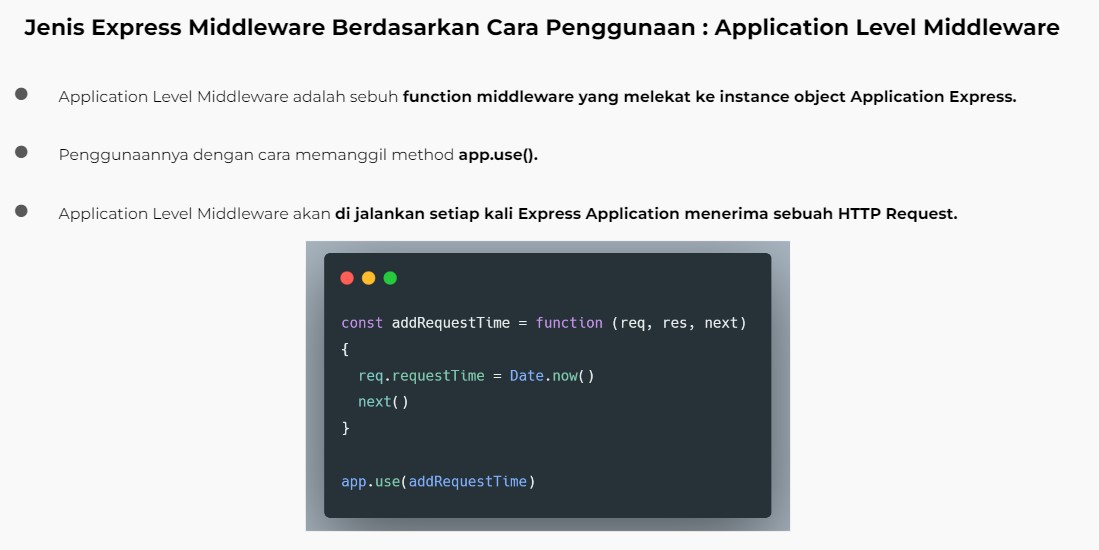 Jenis Express Middleware Berdasarkan Cara Penggunaan : Application Level Middleware
Application Level Middleware adalah sebuh function middleware yang melekat ke instance object Application Express.
Penggunaannya dengan cara memanggil method app.use().
Application Level Middleware akan di jalankan setiap kali Express Application menerima sebuah HTTP Request.
const addRequestTime = function (req, res, next)
{
  req.requestTime = Date.now()
  next()
}
app.use(addRequestTime)